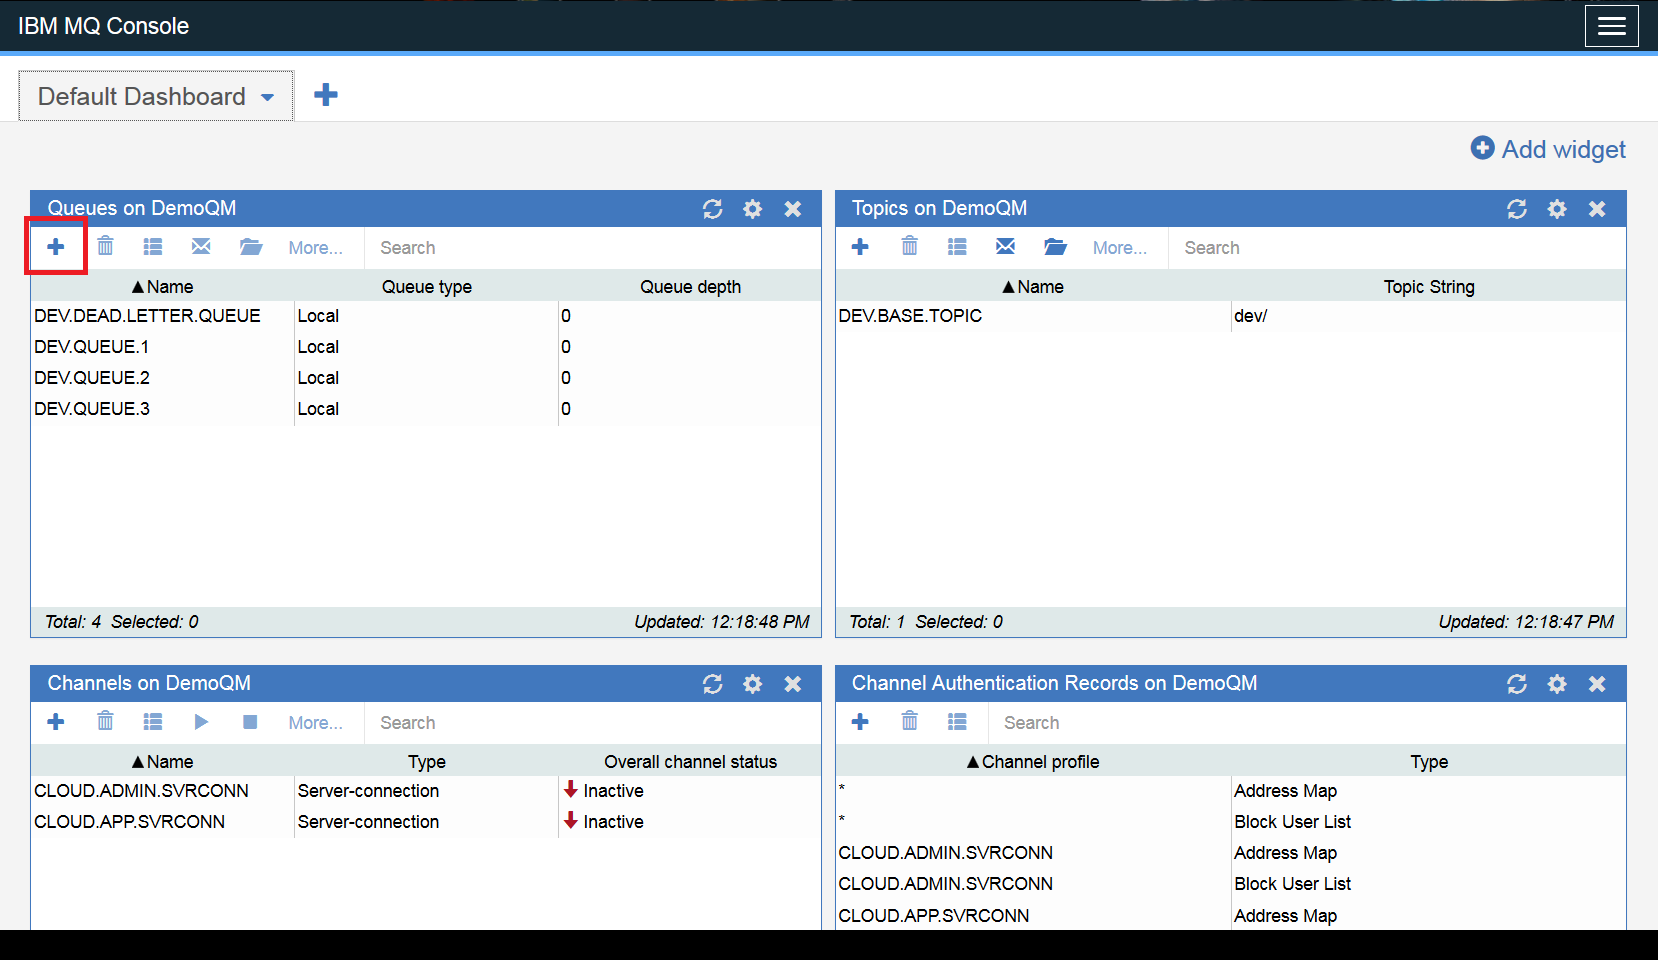 IBM MQ Console
Default Dashboard
Add widget
Queues on DemoQM
More... Search
▲Name Queue type Queue depth
DEV.DEAD.LETTER.QUEUE Local 0
DEV.QUEUE.1 Local 0
DEV.QUEUE.2 Local 0
DEV.QUEUE.3 Local 0
Total: 4 Selected: 0 Updated: 12:18:48 PM
Topics on DemoQM
More... Search
▲Name Topic String
DEV.BASE.TOPIC dev/
Total: 1 Selected: 0 Updated: 12:18:47 PM
Channels on DemoQM
More... Search
▲Name Type Overall channel status
CLOUD.ADMIN.SVRCONN Server-connection Inactive
CLOUD.APP.SVRCONN Server-connection Inactive
Channel Authentication Records on DemoQM
Search
▲Channel profile Type
* Address Map
* Block User List
CLOUD.ADMIN.SVRCONN Address Map
CLOUD.ADMIN.SVRCONN Block User List
CLOUD.APP.SVRCONN Address Map